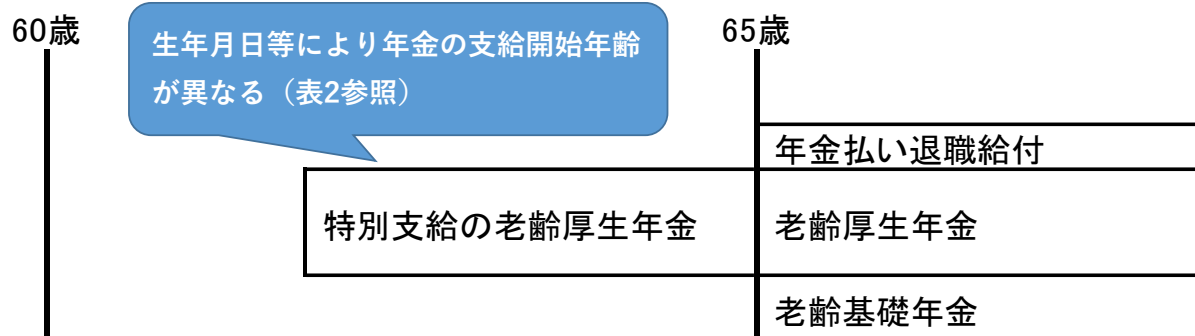 60歳
生年月日等により年金の支給開始年齢
が異なる（表2参照）
65歳
年金払い退職給付
特別支給の老齢厚生年金
老齢厚生年金
老齢基礎年金